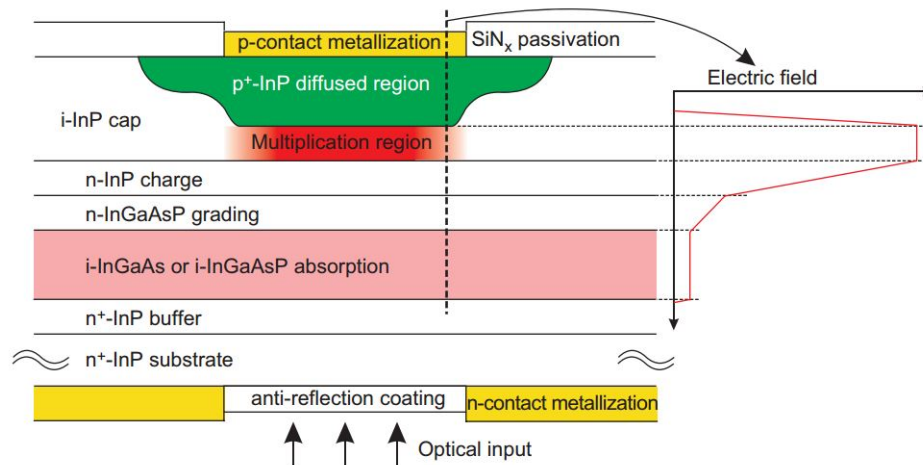 p-contact metallization
SiNₓ passivation
Electric field
p⁺-InP diffused region
i-InP cap
Multiplication region
n-InP charge
n-InGaAsP grading
i-InGaAs or i-InGaAsP absorption
n⁺-InP buffer
n⁺-InP substrate
anti-reflection coating
n-contact metallization
Optical input